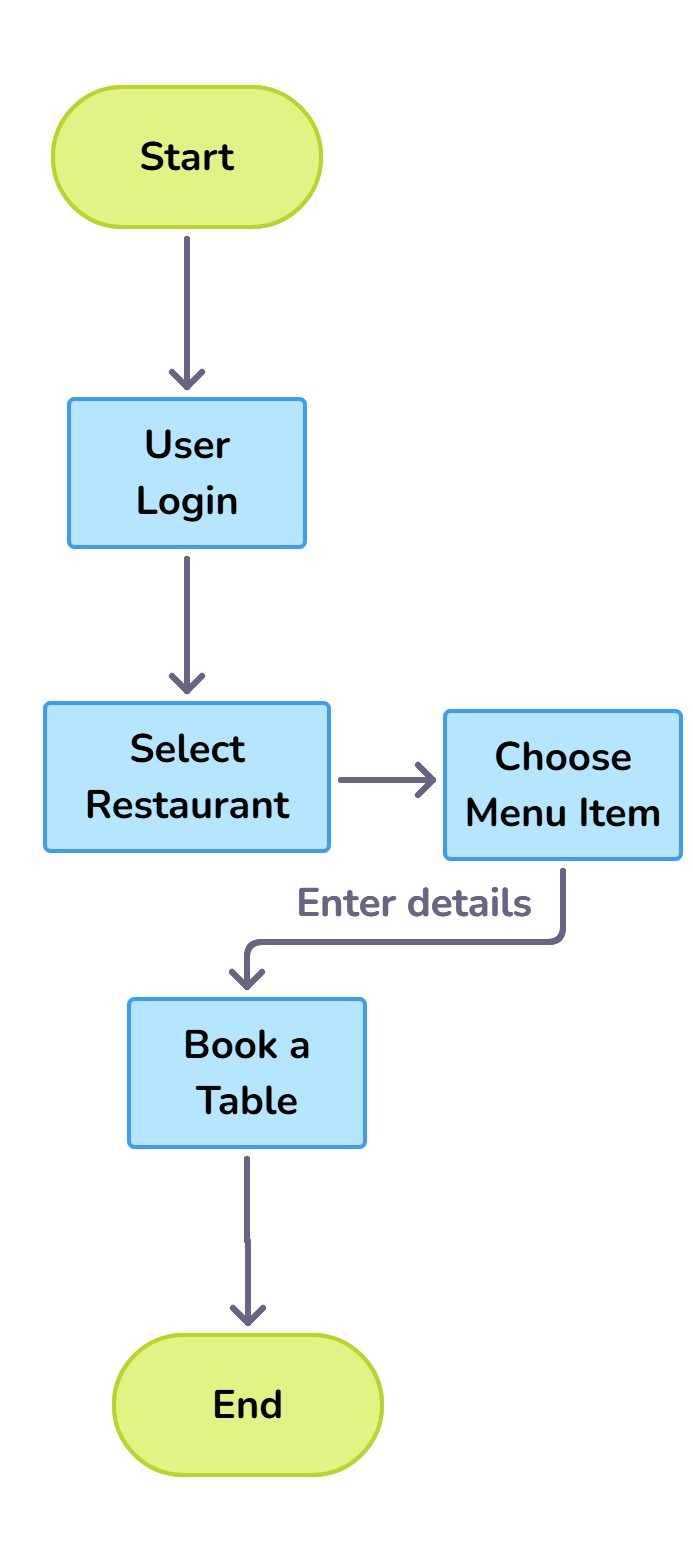 Start
User
Login
Select
Restaurant
Choose
Menu Item
Enter details
Book a
Table
End